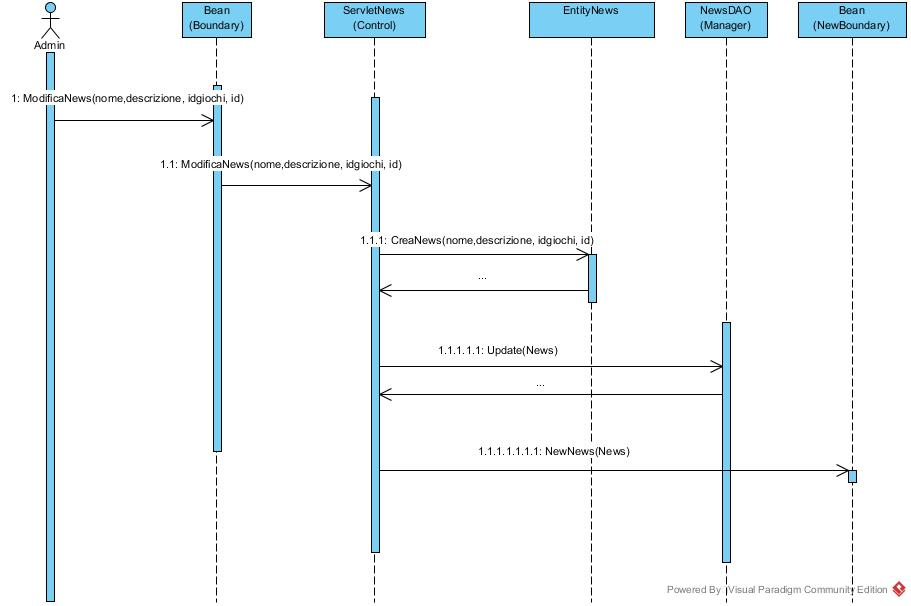 Bean
(Boundary)
ServletNews
(Control)
EntityNews
NewsDAO
(Manager)
Bean
(NewBoundary)
Admin
1: ModificaNews(nome,descrizione, idgiochi, id)
1.1: ModificaNews(nome,descrizione, idgiochi, id)
1.1.1: CreaNews(nome,descrizione, idgiochi, id)
...
1.1.1.1.1: Update(News)
...
1.1.1.1.1.1.1: NewNews(News)
Powered By Visual Paradigm Community Edition